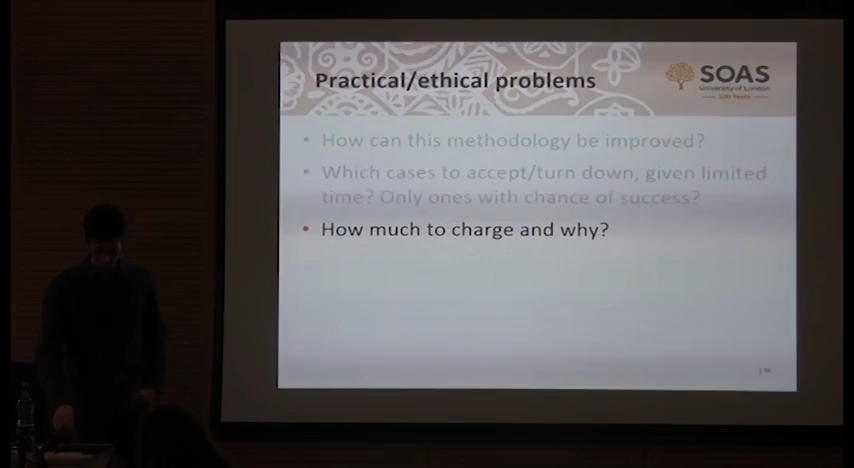 Practical/ethical problems
SOAS
University of London
100 Years
• How can this methodology be improved?
• Which cases to accept/turn down, given limited
time? Only ones with chance of success?
• How much to charge and why?